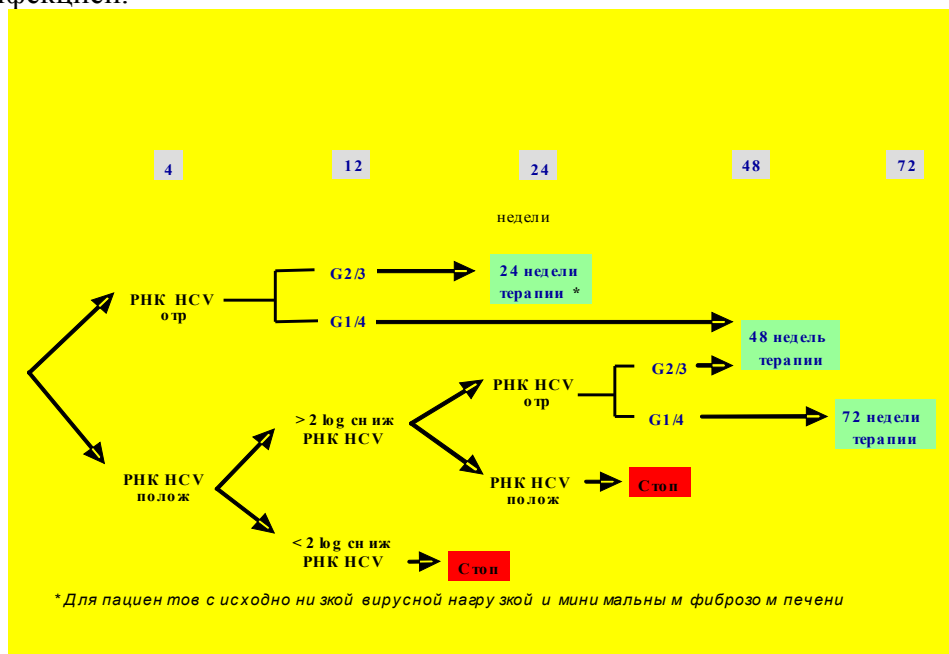 фекцией.
4 12 24 48 72
недели
G2/3
24 недели
терапии *
РНК HCV
отр
G1/4
48 недель
терапии
G2/3
РНК HCV
отр
> 2 log сниж
РНК HCV
G1/4
72 недели
терапии
РНК HCV
полож
РНК HCV
полож
Стоп
< 2 log сниж
РНК HCV
Стоп
* Для пациентов с исходно низкой вирусной нагрузкой и минимальным фиброзом печени